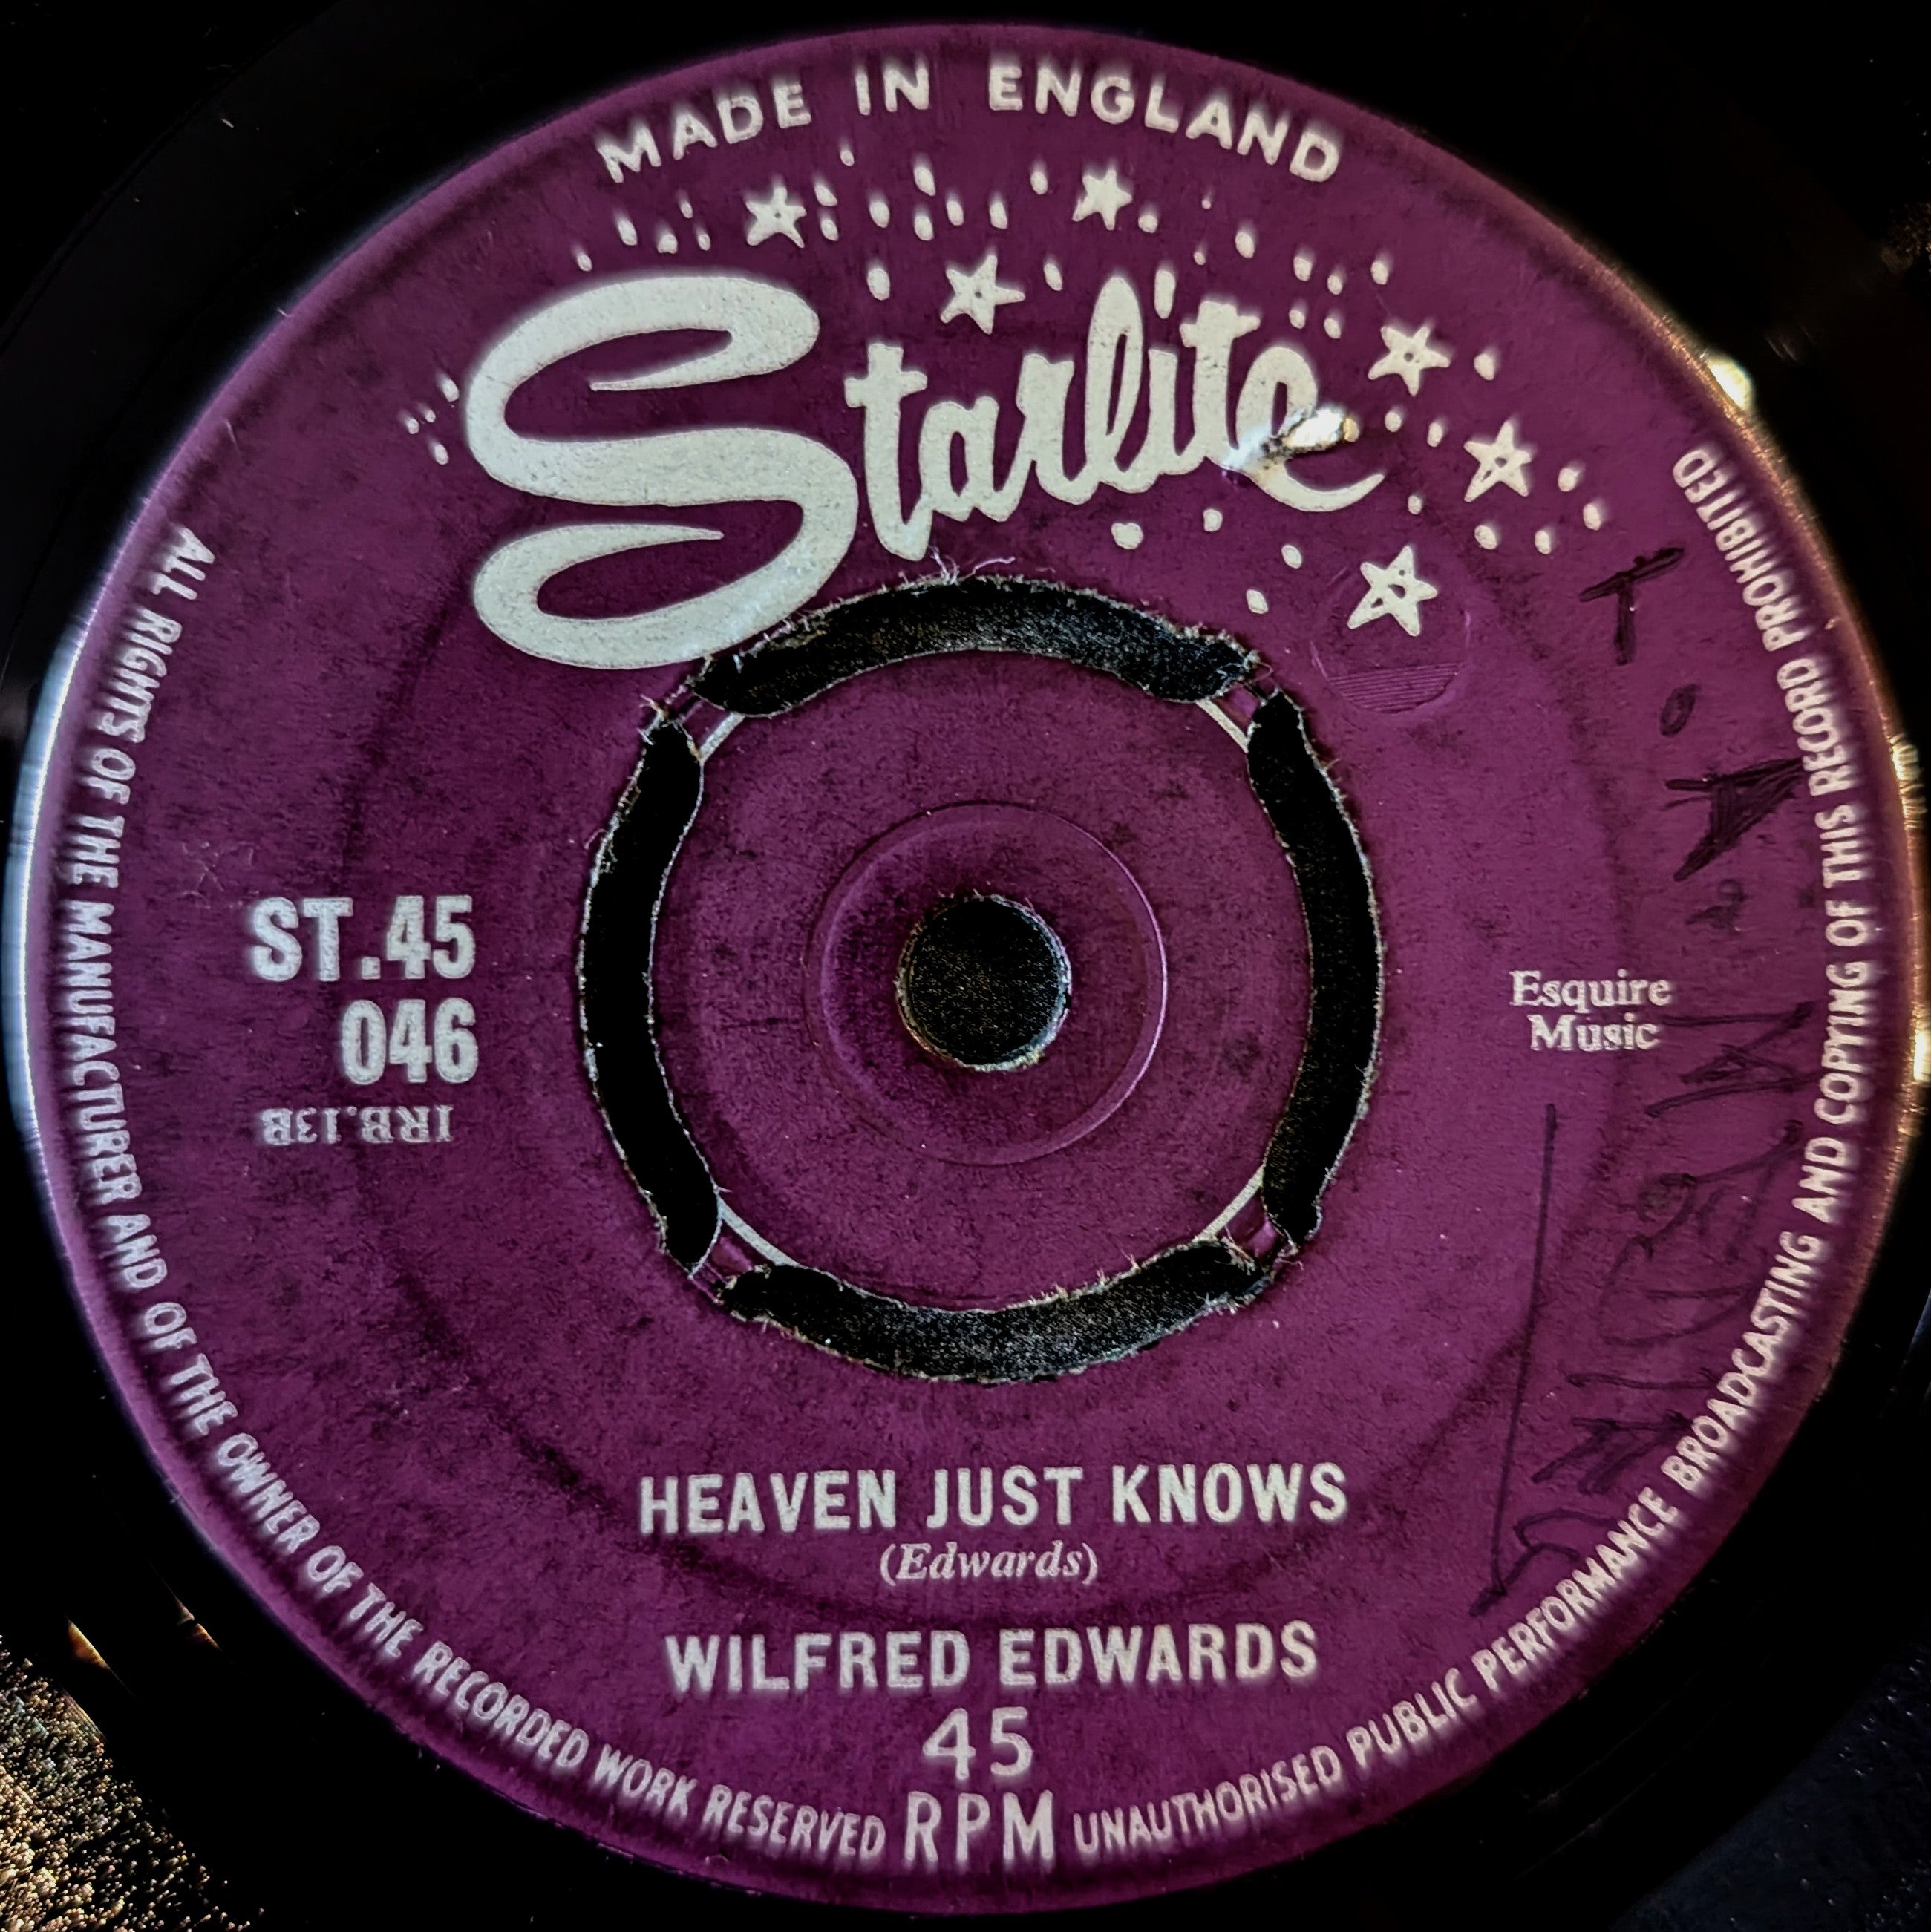 MADE IN ENGLAND
Starlite
ST.45
046
IRB.13B
Esquire
Music
HEAVEN JUST KNOWS
(Edwards)
WILFRED EDWARDS
45
RPM
ALL RIGHTS OF THE MANUFACTURER AND OF THE OWNER OF THE RECORDED WORK RESERVED
UNAUTHORISED PUBLIC PERFORMANCE BROADCASTING AND COPYING OF THIS RECORD PROHIBITED